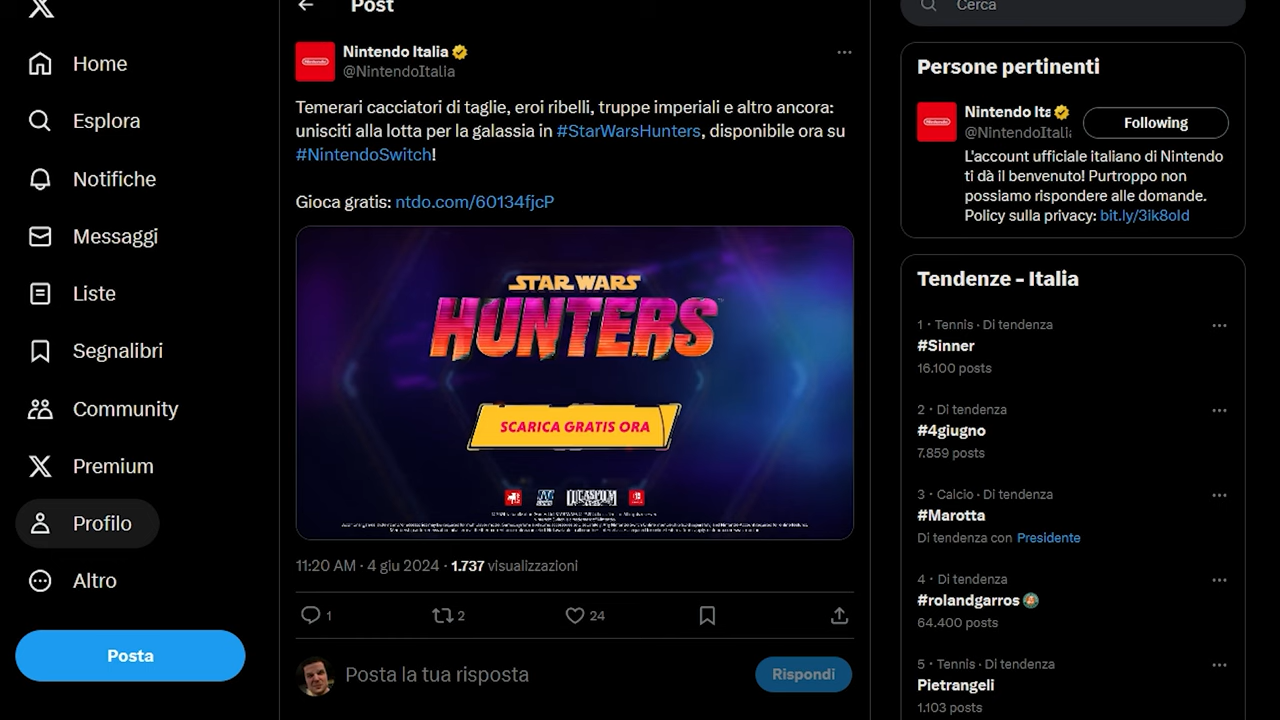 Home
Esplora
Notifiche
Messaggi
Liste
Segnalibri
Community
Premium
Profilo
Altro
Posta
Post
Nintendo Italia
@NintendoItalia
Temerari cacciatori di taglie, eroi ribelli, truppe imperiali e altro ancora:
unisciti alla lotta per la galassia in #StarWarsHunters, disponibile ora su
#NintendoSwitch!
Gioca gratis: ntdo.com/60134fjcP
STAR WARS
HUNTERS
SCARICA GRATIS ORA
LUCASFILM
11:20 AM · 4 giu 2024 · 1.737 visualizzazioni
1
2
24
Posta la tua risposta
Rispondi
Cerca
Persone pertinenti
Nintendo Ita
@NintendoItalia
Following
L'account ufficiale italiano di Nintendo
ti dà il benvenuto! Purtroppo non
possiamo rispondere alle domande.
Policy sulla privacy: bit.ly/3ik8old
Tendenze - Italia
1 · Tennis · Di tendenza
#Sinner
16.100 posts
2 · Di tendenza
#4giugno
7.859 posts
3 · Calcio · Di tendenza
#Marotta
Di tendenza con Presidente
4 · Di tendenza
#rolandgarros
64.400 posts
5 · Tennis · Di tendenza
Pietrangeli
1.103 posts